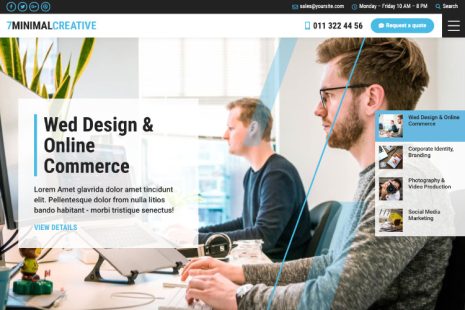 sales@yoursite.com
Monday - Friday 10 AM - 8 PM
Search
7MINIMALCREATIVE
011 322 44 56
Request a quote
Wed Design &
Online
Commerce
Lorem Amet glavrida dolor amet tincidunt
elit. Pellentesque dolor from nulla litios
bando habitant - morbi tristique senectus!
VIEW DETAILS
Wed Design & Online
Commerce
Corporate Identity,
Branding
Photography &
Video Production
Social Media
Marketing